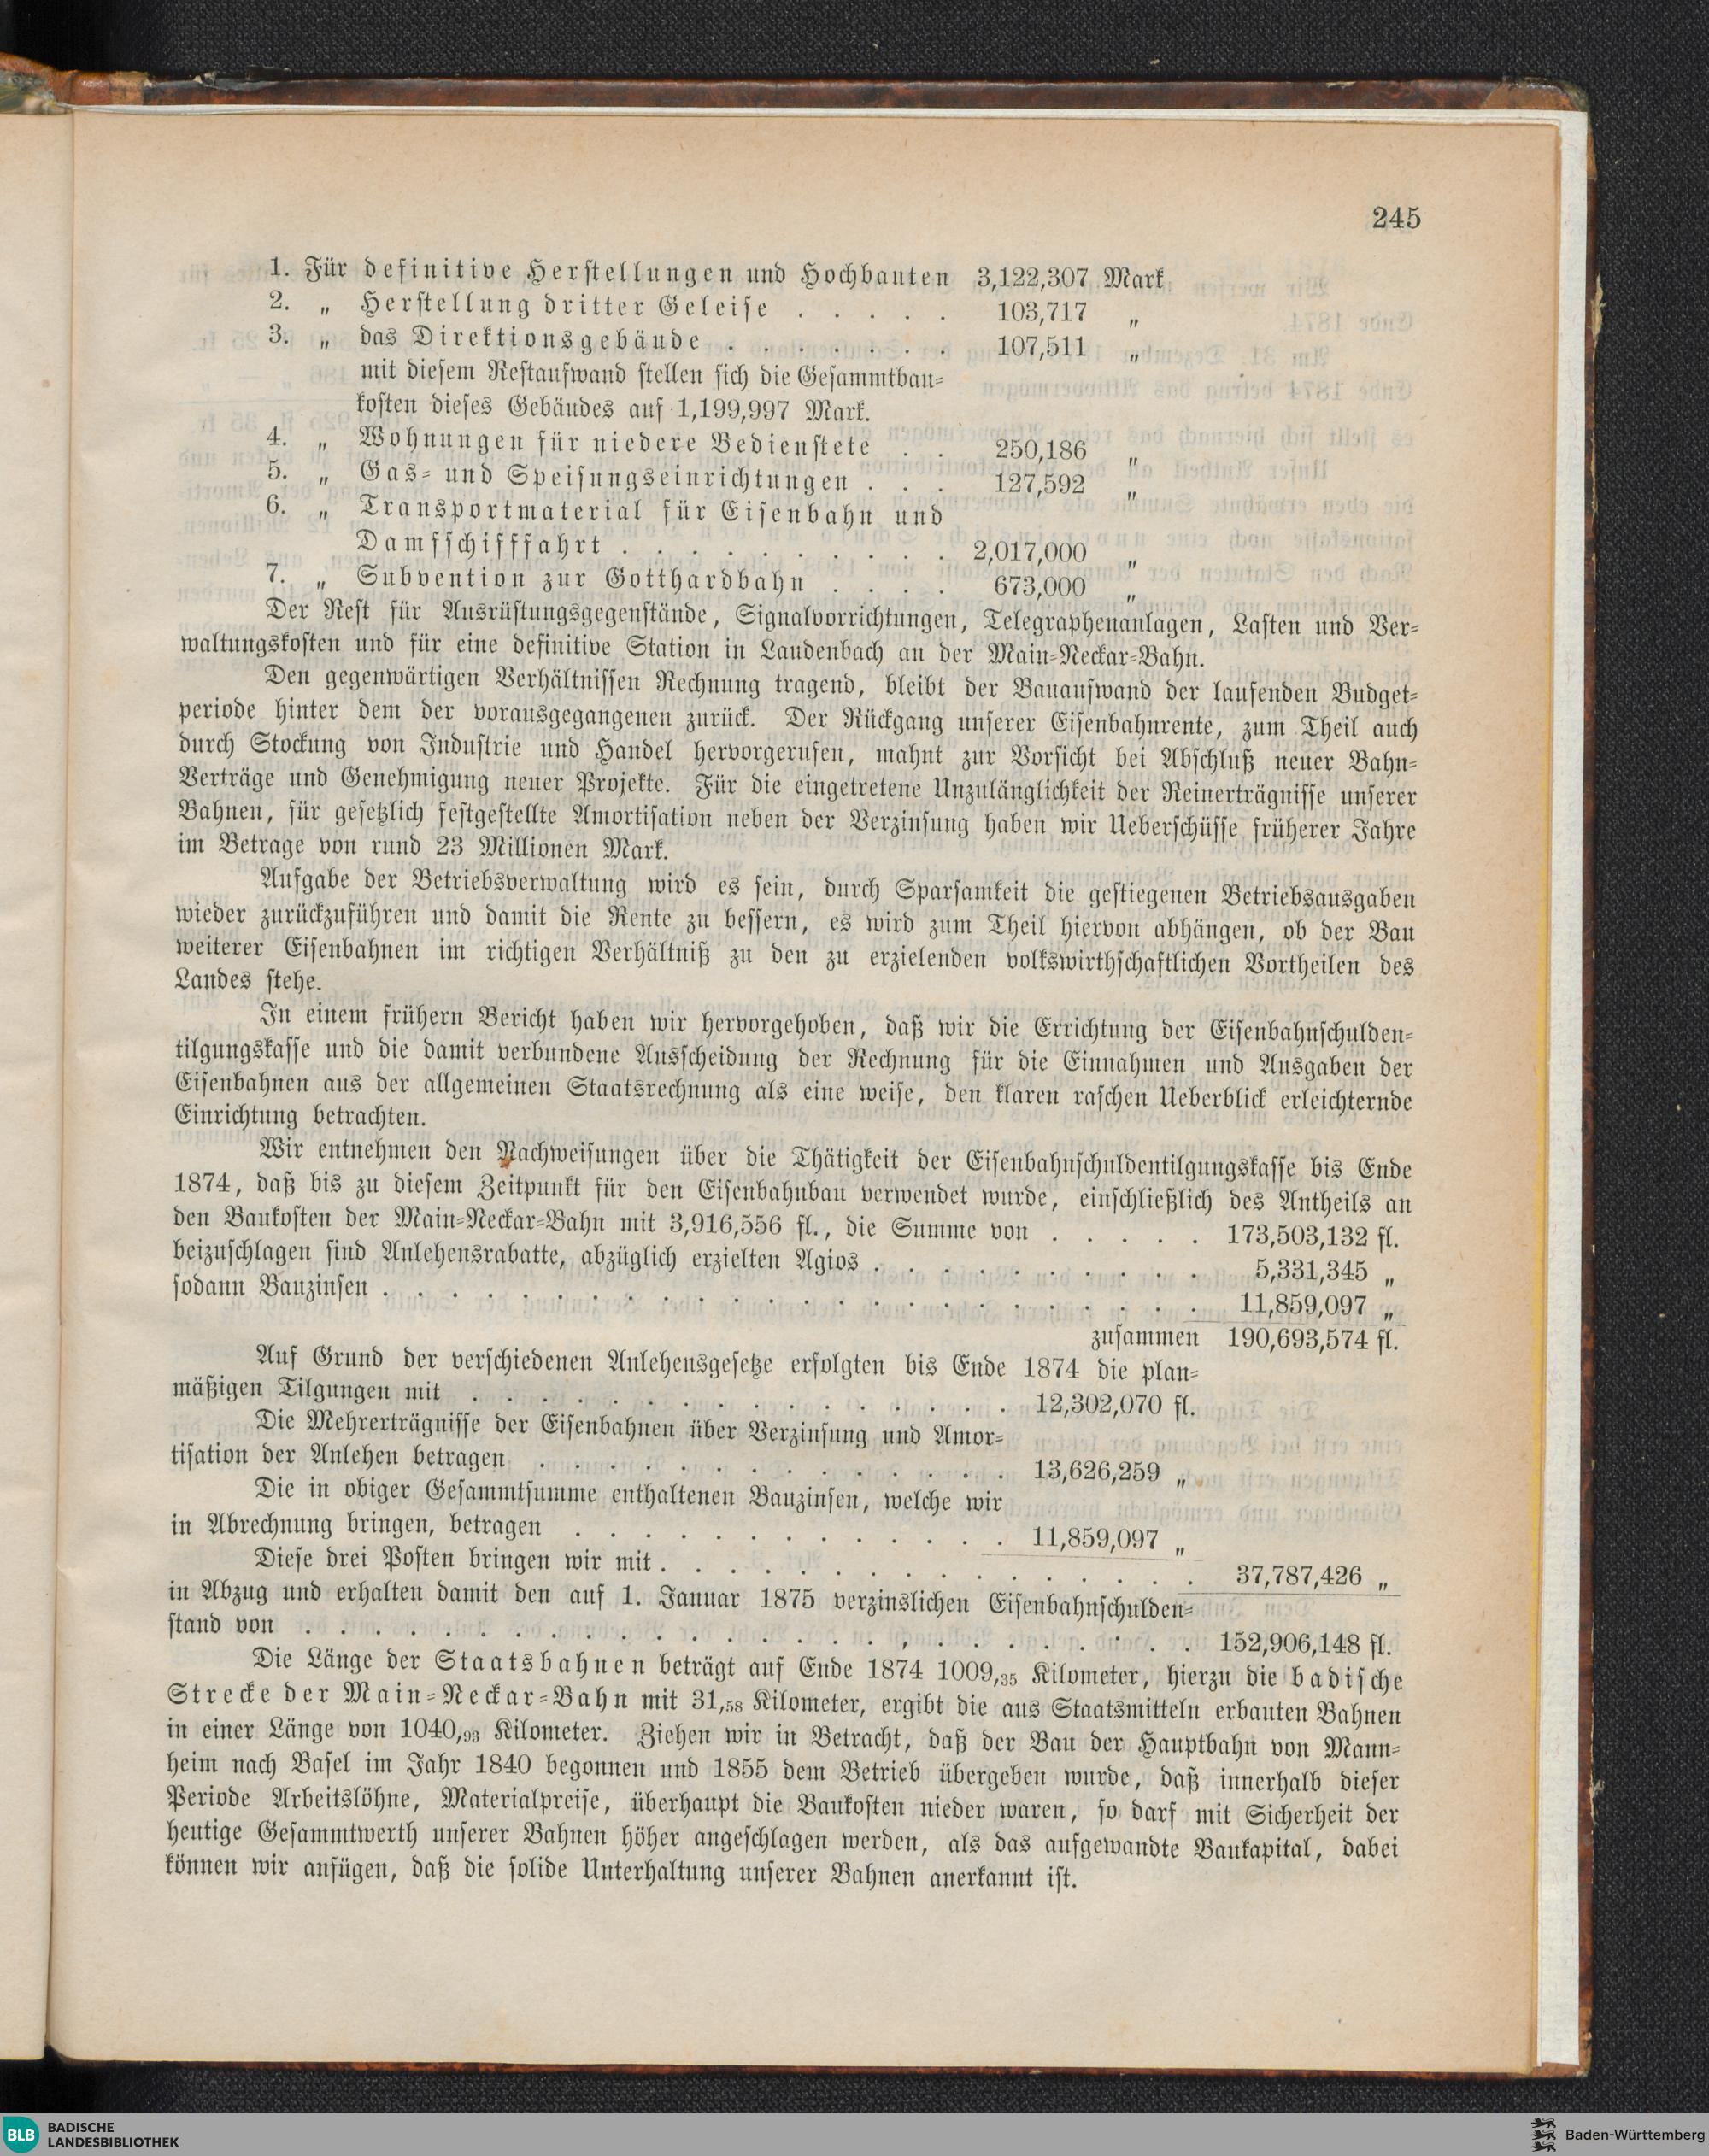 245
1. Für definitive Herstellungen und Hochbauten 3,122,307 Mark
2. „ Herstellung dritter Geleise . . . . . 103,717 „
3. „ das Direktionsgebäude . . . . . . . 107,511 „
mit diesem Restaufwand stellen sich die Gesammtbau-
kosten dieses Gebäudes auf 1,199,997 Mark.
4. „ Wohnungen für niedere Bedienstete . . 250,186 „
5. „ Gas- und Speisungseinrichtungen . . . 127,592 „
6. „ Transportmaterial für Eisenbahn und
Damfschifffahrt . . . . . . . . . . 2,017,000 „
7. „ Subvention zur Gotthardbahn . . . . 673,000 „
Der Rest für Ausrüstungsgegenstände, Signalvorrichtungen, Telegraphenanlagen, Lasten und Ver-
waltungskosten und für eine definitive Station in Laudenbach an der Main-Neckar-Bahn.
Den gegenwärtigen Verhältnissen Rechnung tragend, bleibt der Bauaufwand der laufenden Budget-
periode hinter dem der vorausgegangenen zurück. Der Rückgang unserer Eisenbahnrente, zum Theil auch
durch Stockung von Industrie und Handel hervorgerufen, mahnt zur Vorsicht bei Abschluß neuer Bahn-
Verträge und Genehmigung neuer Projekte. Für die eingetretene Unzulänglichkeit der Reinerträgnisse unserer
Bahnen, für gesetzlich festgestellte Amortisation neben der Verzinsung haben wir Ueberschüsse früherer Jahre
im Betrage von rund 23 Millionen Mark.
Aufgabe der Betriebsverwaltung wird es sein, durch Sparsamkeit die gestiegenen Betriebsausgaben
wieder zurückzuführen und damit die Rente zu bessern, es wird zum Theil hiervon abhängen, ob der Bau
weiterer Eisenbahnen im richtigen Verhältniß zu den zu erzielenden volkswirthschaftlichen Vortheilen des
Landes stehe.
In einem frühern Bericht haben wir hervorgehoben, daß wir die Errichtung der Eisenbahnschulden-
tilgungskasse und die damit verbundene Ausscheidung der Rechnung für die Einnahmen und Ausgaben der
Eisenbahnen aus der allgemeinen Staatsrechnung als eine weise, den klaren raschen Ueberblick erleichternde
Einrichtung betrachten.
Wir entnehmen den Nachweisungen über die Thätigkeit der Eisenbahnschuldentilgungskasse bis Ende
1874, daß bis zu diesem Zeitpunkt für den Eisenbahnbau verwendet wurde, einschließlich des Antheils an
den Baukosten der Main-Neckar-Bahn mit 3,916,556 fl., die Summe von . . . . . 173,503,132 fl.
beizuschlagen sind Anlehensrabatte, abzüglich erzielten Agios . . . . . . . . . . 5,331,345 „
sodann Bauzinsen . . . . . . . . . . . . . . . . . . . . . . . . 11,859,097 „
zusammen 190,693,574 fl.
Auf Grund der verschiedenen Anlehensgesetze erfolgten bis Ende 1874 die plan-
mäßigen Tilgungen mit . . . . . . . . . . . . . . . . 12,302,070 fl.
Die Mehrerträgnisse der Eisenbahnen über Verzinsung und Amor-
tisation der Anlehen betragen . . . . . . . . . . . . . . 13,626,259 „
Die in obiger Gesammtsumme enthaltenen Bauzinsen, welche wir
in Abrechnung bringen, betragen . . . . . . . . . . . . . 11,859,097 „
Diese drei Posten bringen wir mit . . . . . . . . . . . . . . . . 37,787,426 „
in Abzug und erhalten damit den auf 1. Januar 1875 verzinslichen Eisenbahnschulden-
stand von . . . . . . . . . . . . . . . . . . . . . . . . . . 152,906,148 fl.
Die Länge der Staatsbahnen beträgt auf Ende 1874 1009,35 Kilometer, hierzu die badische
Strecke der Main-Neckar-Bahn mit 31,58 Kilometer, ergibt die aus Staatsmitteln erbauten Bahnen
in einer Länge von 1040,93 Kilometer. Ziehen wir in Betracht, daß der Bau der Hauptbahn von Mann-
heim nach Basel im Jahr 1840 begonnen und 1855 dem Betrieb übergeben wurde, daß innerhalb dieser
Periode Arbeitslöhne, Materialpreise, überhaupt die Baukosten nieder waren, so darf mit Sicherheit der
heutige Gesammtwerth unserer Bahnen höher angeschlagen werden, als das aufgewandte Baukapital, dabei
können wir anfügen, daß die solide Unterhaltung unserer Bahnen anerkannt ist.
BLB BADISCHE
LANDESBIBLIOTHEK
Baden-Württemberg